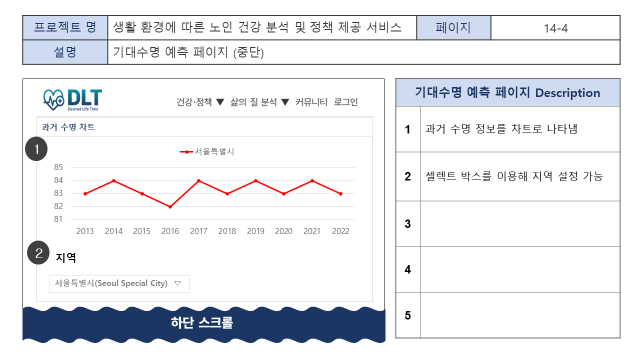 프로젝트 명 생활 환경에 따른 노인 건강 분석 및 정책 제공 서비스 페이지 14-4
설명 기대수명 예측 페이지 (중단)
DLT
Desired Life Time
건강·정책 ▼ 삶의 질 분석 ▼ 커뮤니티 로그인
과거 수명 차트
1
서울특별시
85
84
83
82
81
2013 2014 2015 2016 2017 2018 2019 2020 2021 2022
2 지역
서울특별시(Seoul Special City) ▽
하단 스크롤
기대수명 예측 페이지 Description
1 과거 수명 정보를 차트로 나타냄
2 셀렉트 박스를 이용해 지역 설정 가능
3
4
5